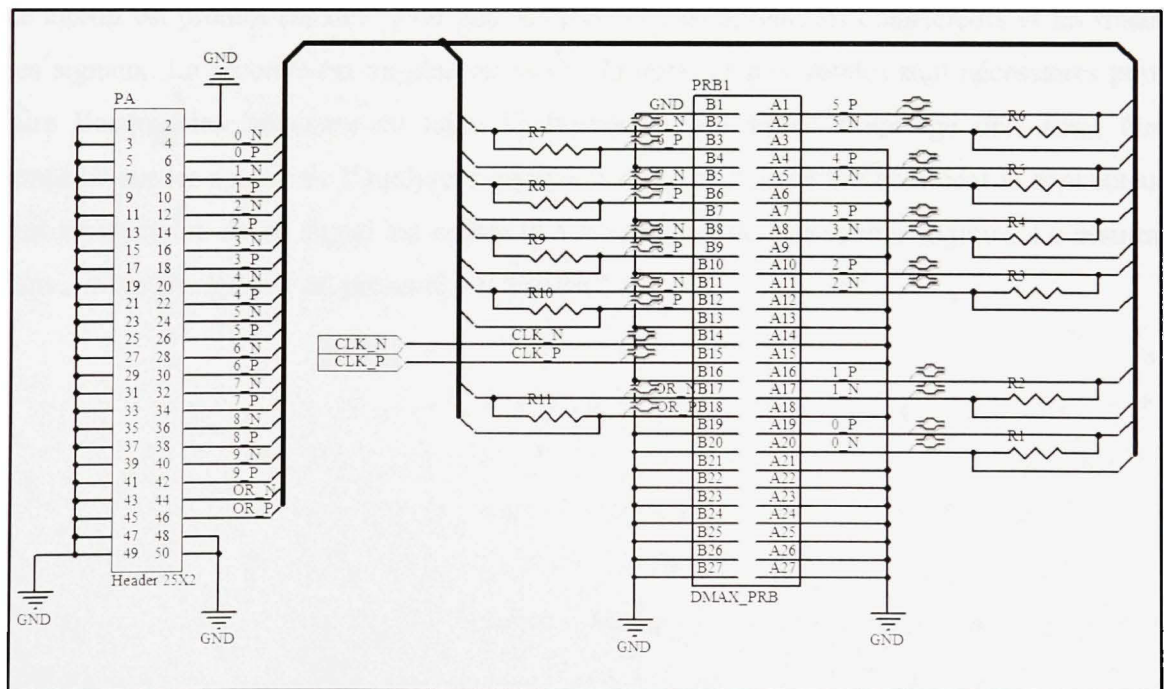 GND
PA
0_N
3 4
0_P
5 6
7 8
9 10
2_N
11 12
2_P
13 14
3_N
15 16
3_P
17 18
4_N
19 20
4_P
21 22
5_N
23 24
5_P
25 26
6_N
27 28
6_P
29 30
7_N
31 32
7_P
33 34
8_N
35 36
8_P
37 38
9_N
39 40
9_P
41 42
OR_N
43 44
OR_P
45 46
47 48
49 50
Header 25X2
GND
GND
CLK_N
CLK_P
R7
R8
R9
R10
R11
PRB1
GND B1 A1 5_P
B2 A2 5_N
B3 A3
B4 A4 4_P
B5 A5
B6 A6
B7 A7 3_P
B8 A8
B9 A9
B10 A10 2_P
B11 A11 2_N
B12 A12
B13 A13
CLK_N B14 A14
CLK_P B15 A15
B16 A16 1_P
OR_N B17 A17 1_N
OR_P B18 A18
B19 A19 0_P
B20 A20 0_N
B21 A21
B22 A22
B23 A23
B24 A24
B25 A25
B26 A26
B27 A27
DMAX_PRB
GND
GND
R6
R5
R4
R3
R2
R1